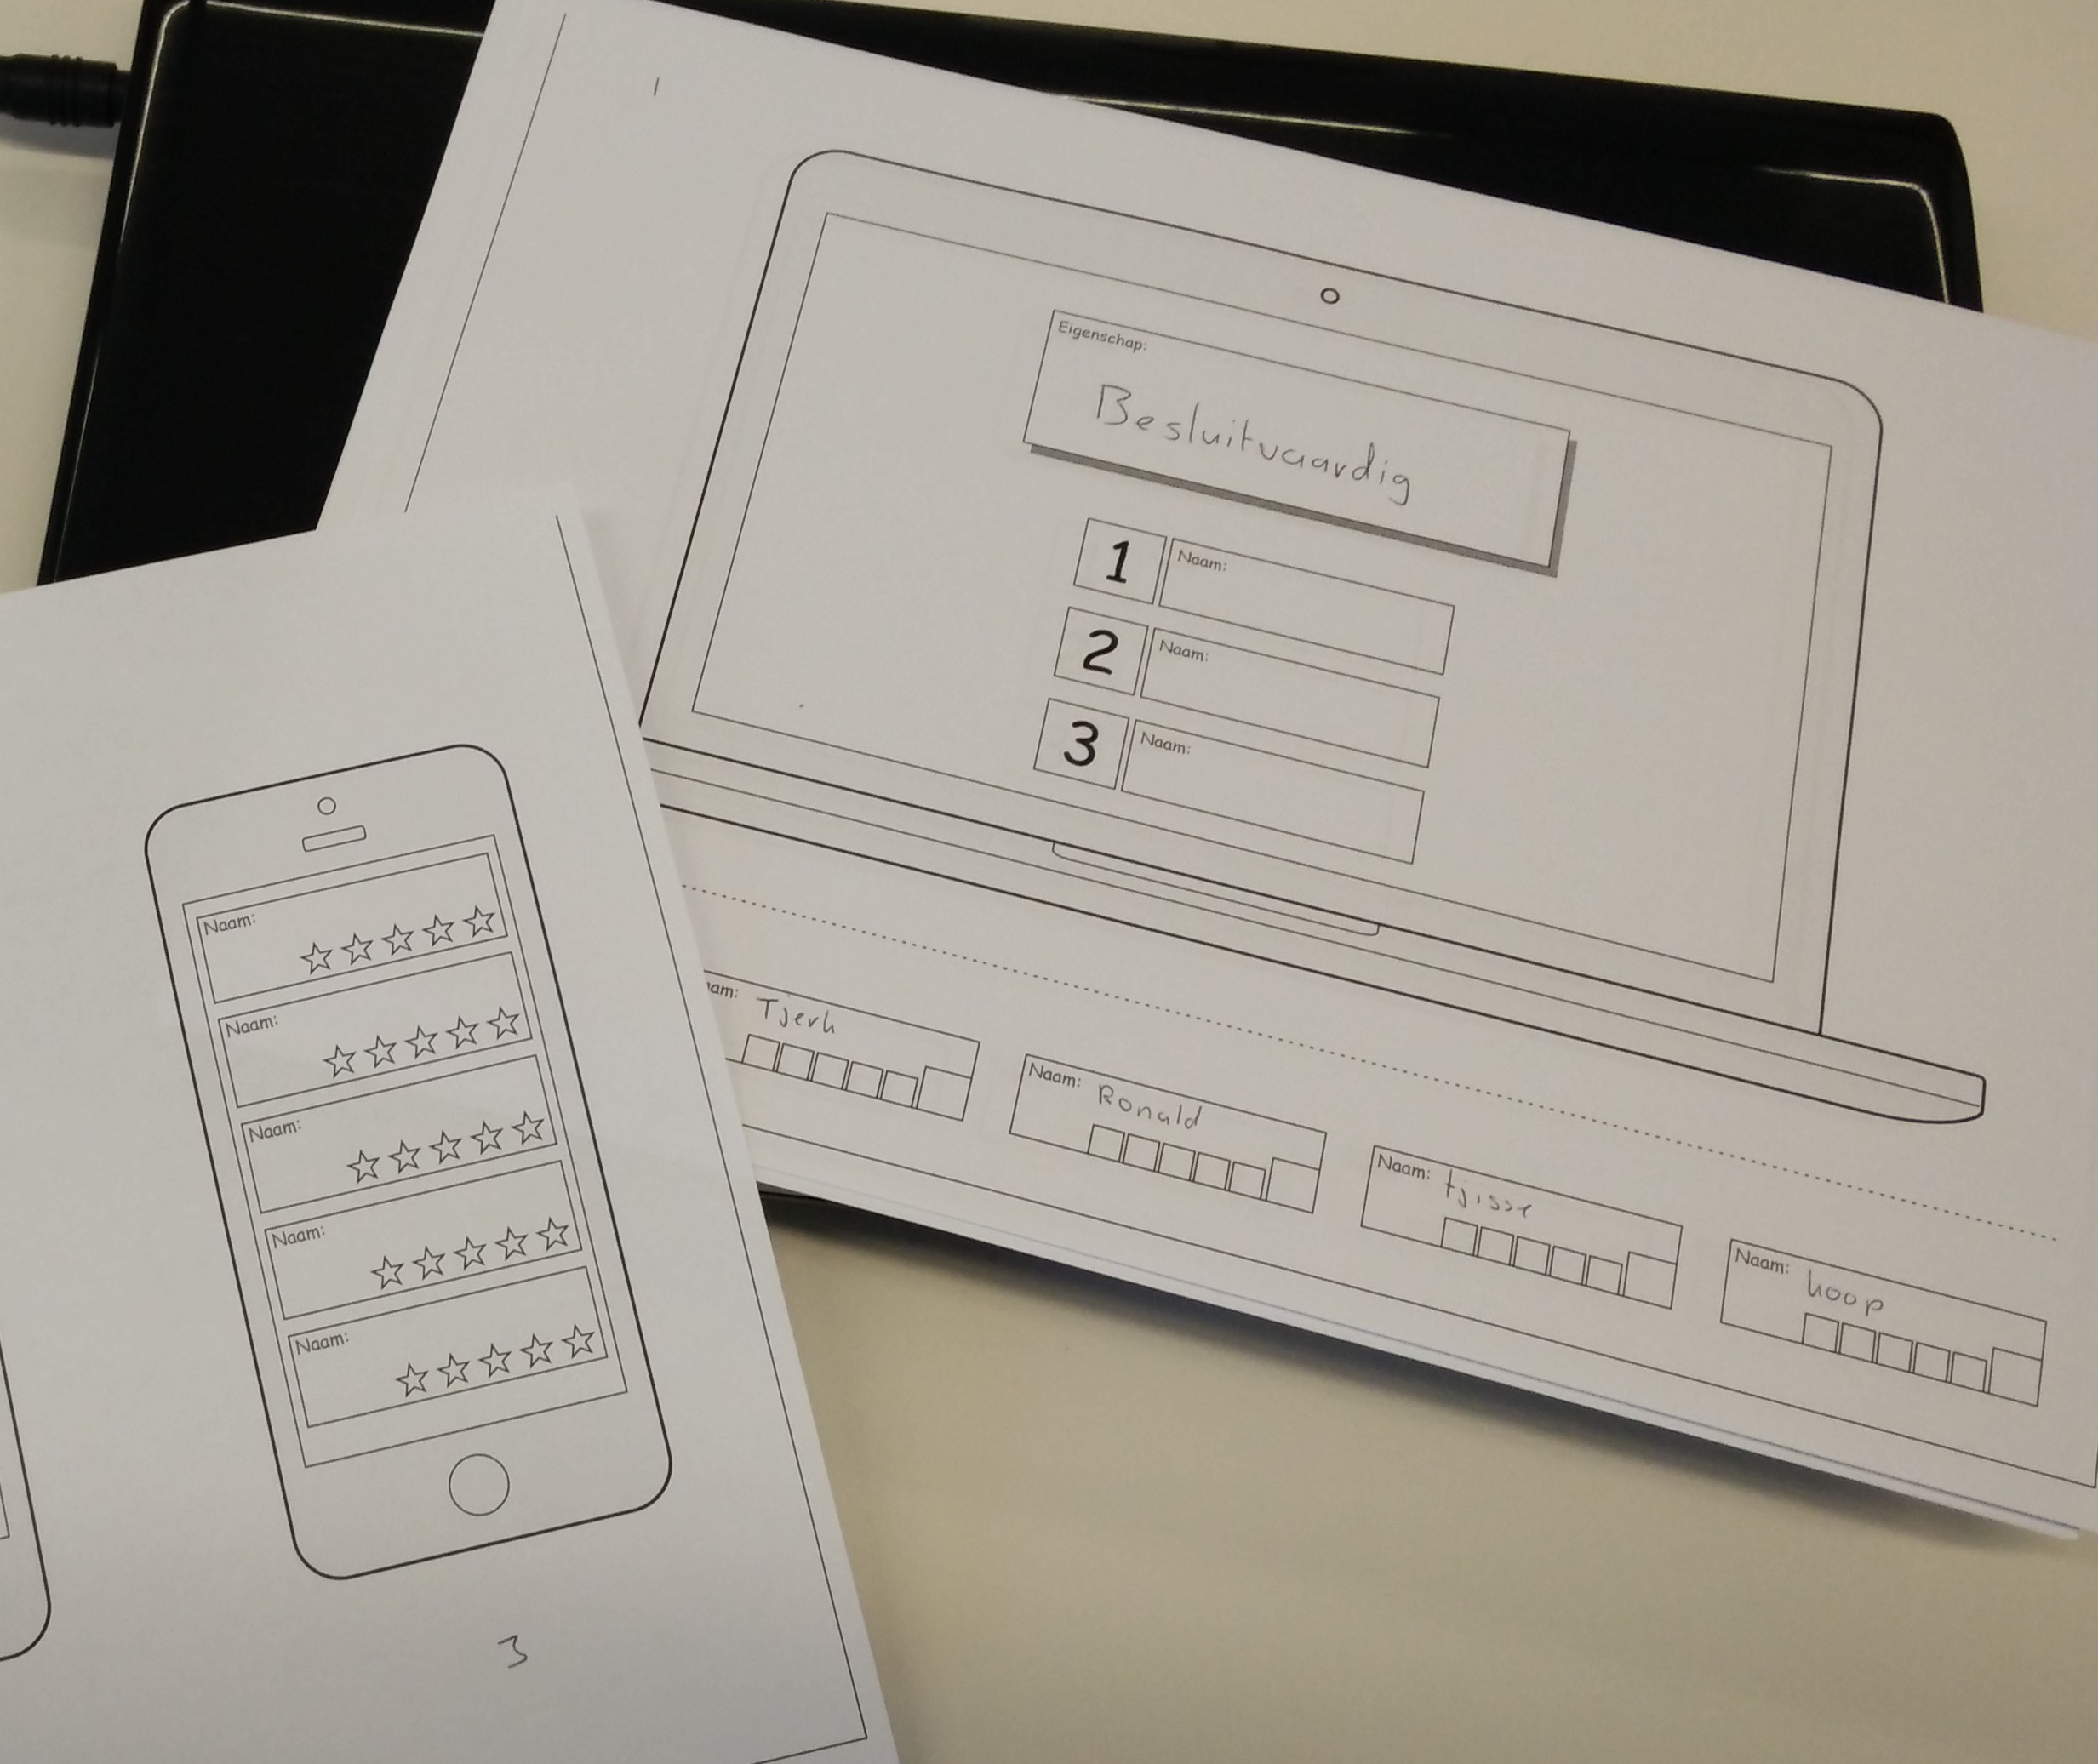 1
Eigenschap:
Besluitvaardig
1 Naam:
2 Naam:
3 Naam:
Tjerk
Naam: Ronald
Naam: tjisse
Naam: hoop
Naam:
Naam:
Naam:
Naam:
Naam:
3